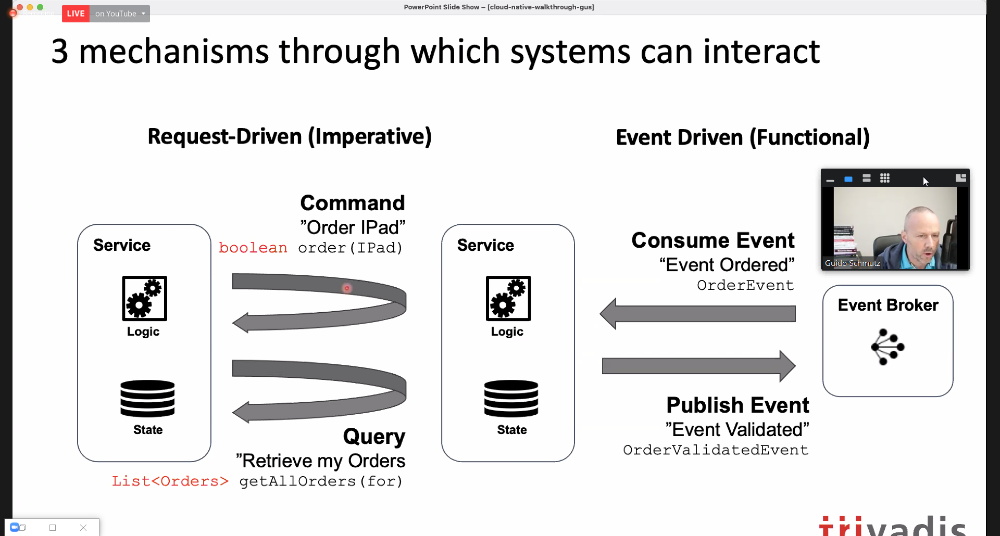 PowerPoint Slide Show – [cloud-native-walkthrough-gus]
Recording
LIVE on YouTube
3 mechanisms through which systems can interact
Request-Driven (Imperative)
Event Driven (Functional)
Command
”Order IPad”
boolean order(IPad)
Service
Logic
State
Query
”Retrieve my Orders
List<Orders> getAllOrders(for)
Service
Logic
State
Consume Event
“Event Ordered”
OrderEvent
Publish Event
”Event Validated”
OrderValidatedEvent
Guido Schmutz
Event Broker
trivadis